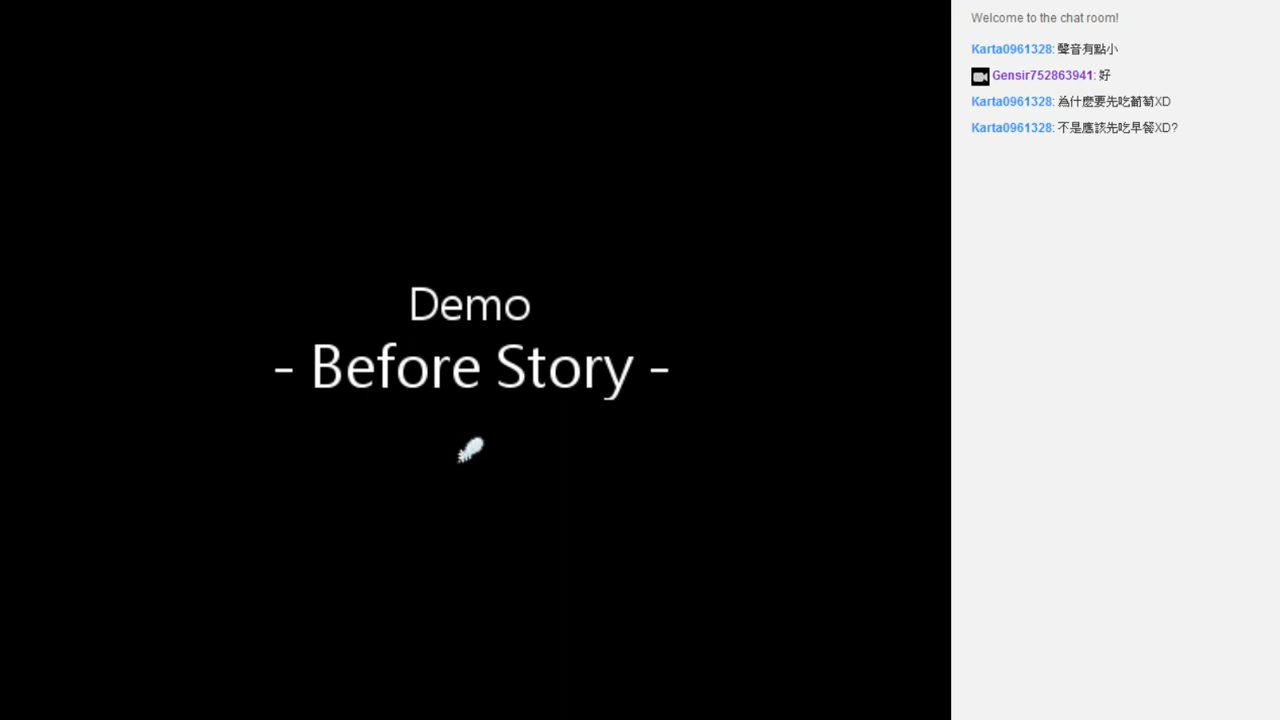 Demo
- Before Story -
Welcome to the chat room!
Karta0961328: 聲音有點小
Gensir752863941: 好
Karta0961328: 為什麼要先吃葡萄XD
Karta0961328: 不是應該先吃早餐XD?